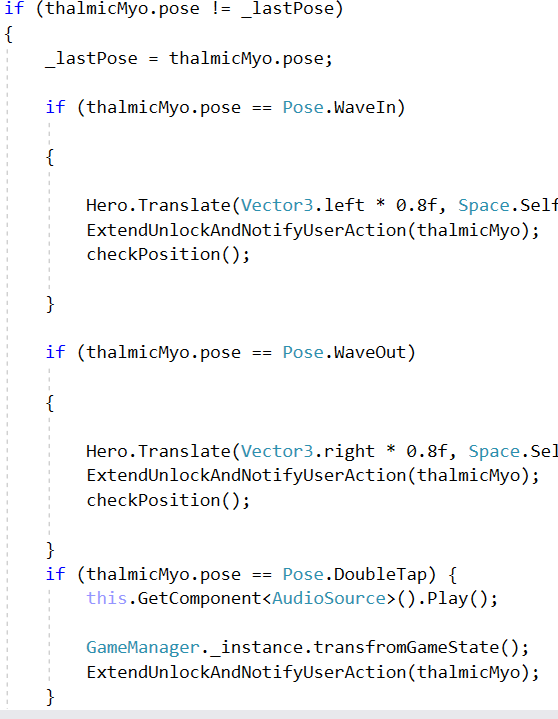 if (thalmicMyo.pose != _lastPose)
{
_lastPose = thalmicMyo.pose;
if (thalmicMyo.pose == Pose.WaveIn)
{
Hero.Translate(Vector3.left * 0.8f, Space.Self
ExtendUnlockAndNotifyUserAction(thalmicMyo);
checkPosition();
}
if (thalmicMyo.pose == Pose.WaveOut)
{
Hero.Translate(Vector3.right * 0.8f, Space.Sel
ExtendUnlockAndNotifyUserAction(thalmicMyo);
checkPosition();
}
if (thalmicMyo.pose == Pose.DoubleTap) {
this.GetComponent<AudioSource>().Play();
GameManager._instance.transfromGameState();
ExtendUnlockAndNotifyUserAction(thalmicMyo);
}